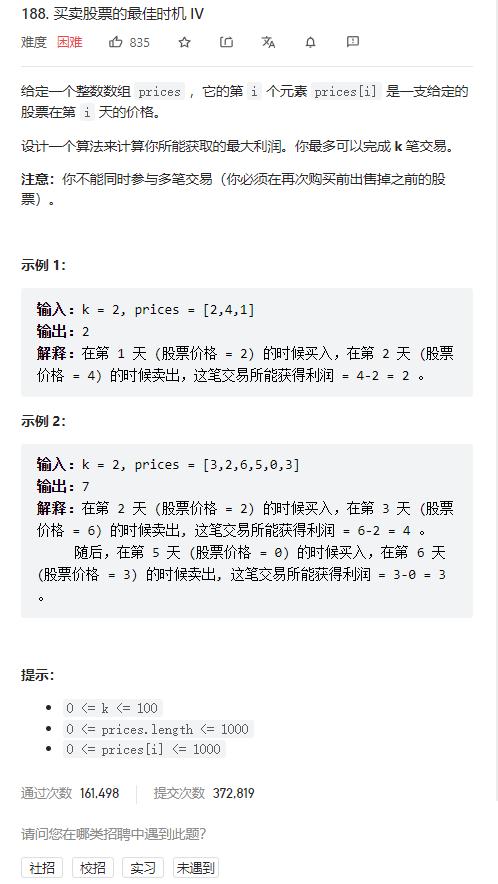 188. 买卖股票的最佳时机 IV
难度 困难 835
给定一个整数数组 prices ，它的第 i 个元素 prices[i] 是一支给定的
股票在第 i 天的价格。
设计一个算法来计算你所能获取的最大利润。你最多可以完成 k 笔交易。
注意：你不能同时参与多笔交易（你必须在再次购买前出售掉之前的股
票）。
示例 1：
输入：k = 2, prices = [2,4,1]
输出：2
解释：在第 1 天 (股票价格 = 2) 的时候买入，在第 2 天 (股票
价格 = 4) 的时候卖出，这笔交易所能获得利润 = 4-2 = 2 。
示例 2：
输入：k = 2, prices = [3,2,6,5,0,3]
输出：7
解释：在第 2 天 (股票价格 = 2) 的时候买入，在第 3 天 (股票
价格 = 6) 的时候卖出, 这笔交易所能获得利润 = 6-2 = 4 。
随后，在第 5 天 (股票价格 = 0) 的时候买入，在第 6 天
(股票价格 = 3) 的时候卖出, 这笔交易所能获得利润 = 3-0 = 3
。
提示：
0 <= k <= 100
0 <= prices.length <= 1000
0 <= prices[i] <= 1000
通过次数 161,498 提交次数 372,819
请问您在哪类招聘中遇到此题？
社招 校招 实习 未遇到